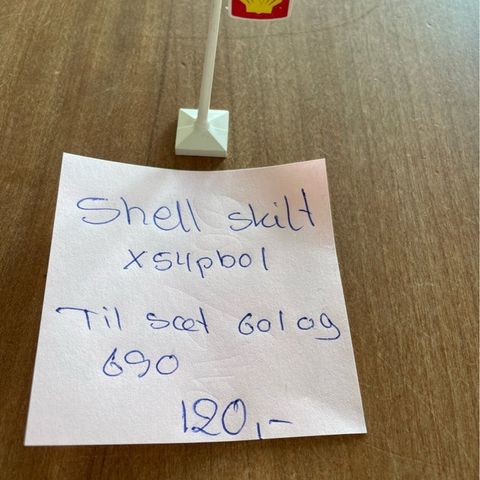 Shell skilt
x54pb01
Til sæt 601 og
690
120,-